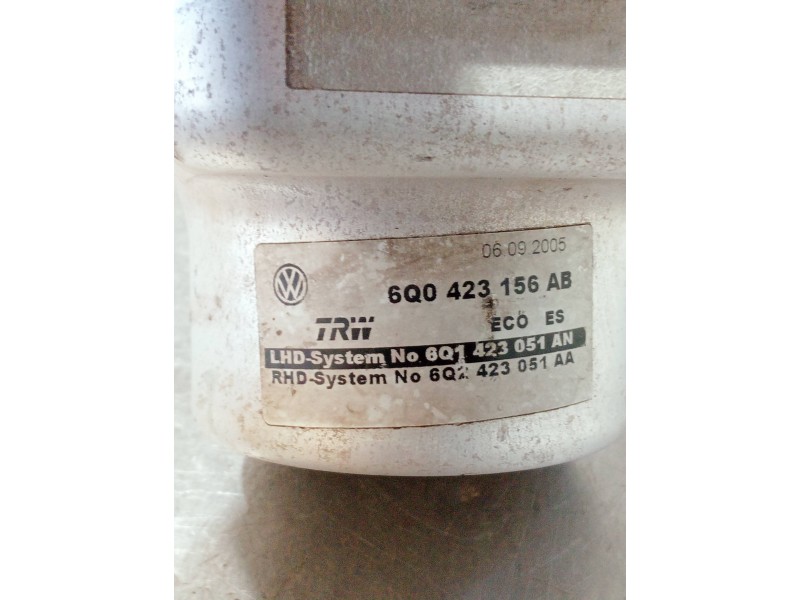 06.09.2005
6Q0 423 156 AB
TRW ECO ES
LHD-System No 6Q1 423 051 AN
RHD-System No 6Q2 423 051 AA